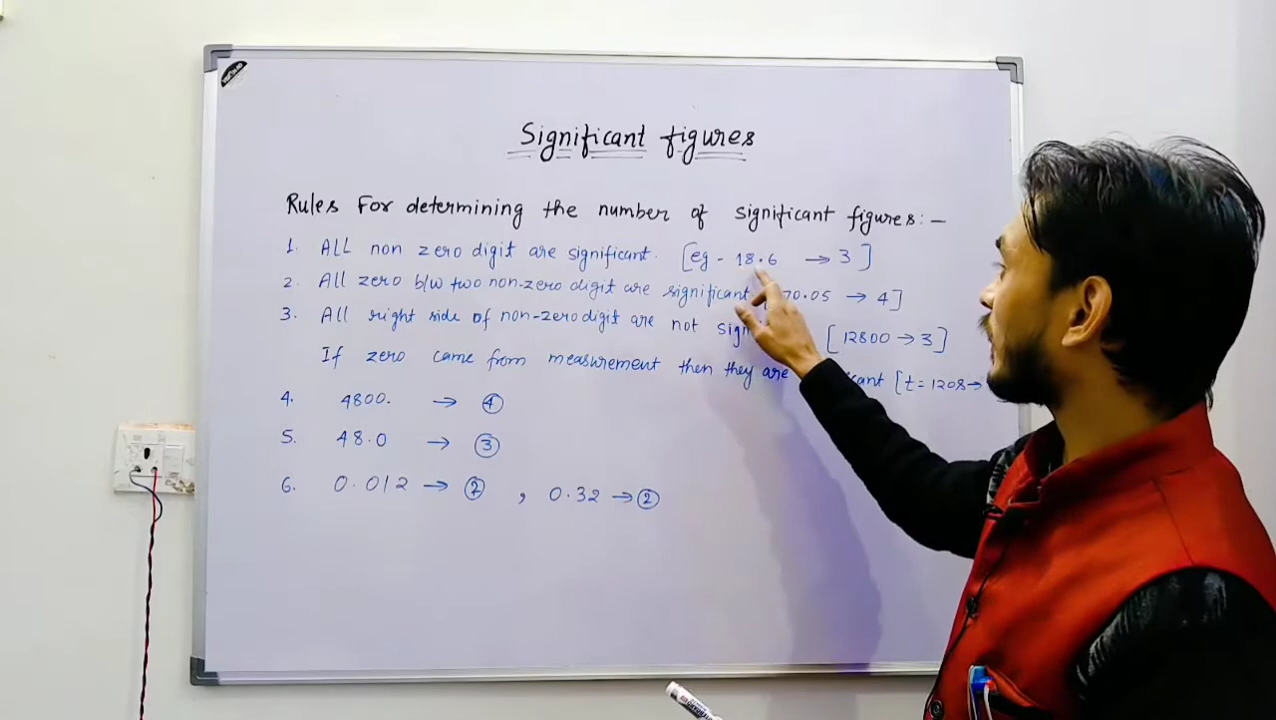 Significant figures
Rules For determining the number of significant figures:-
1. ALL non zero digit are significant. [eg - 18.6 → 3 ]
2. All zero b/w two non-zero digit are significant 70.05 → 4]
3. All right side of non-zero digit are not [12800 → 3]
If zero came from measurement then they are [t = 120s →
4. 4800. → 4
5. 48.0 → 3
6. 0.012 → 2 , 0.32 → 2